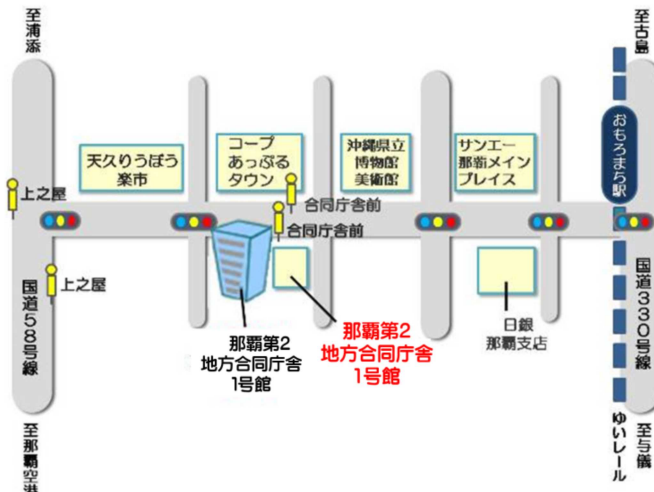 至浦添
至古島
天久りうぼう
楽市
コープ
あっぷる
タウン
沖縄県立
博物館
美術館
サンエー
那覇メイン
プレイス
おもろまち駅
上之屋
合同庁舎前
合同庁舎前
上之屋
国道58号線
国道330号線
那覇第2
地方合同庁舎
1号館
那覇第2
地方合同庁舎
1号館
日銀
那覇支店
至那覇空港
ゆいレール
至与儀